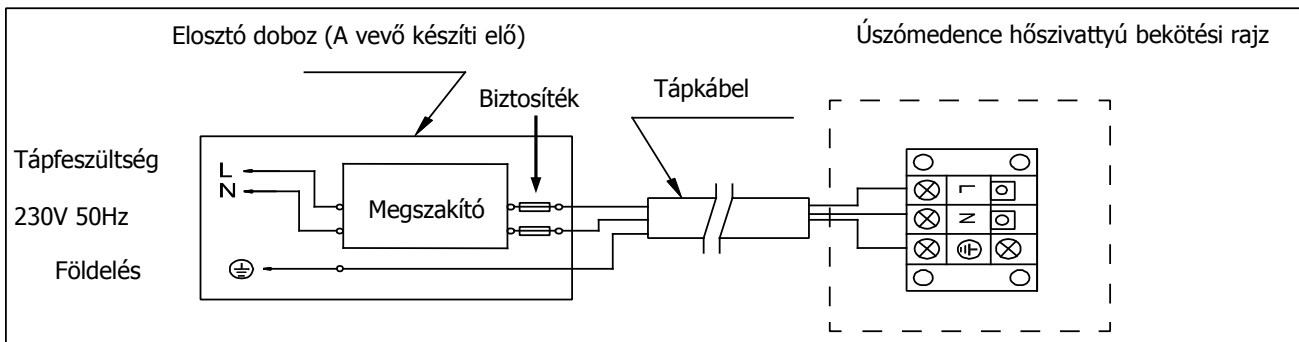 Elosztó doboz (A vevő készíti elő)
Úszómedence hőszivattyú bekötési rajz
Biztosíték
Tápkábel
Tápfeszültség
L
N
230V 50Hz
Megszakító
Földelés
L
N